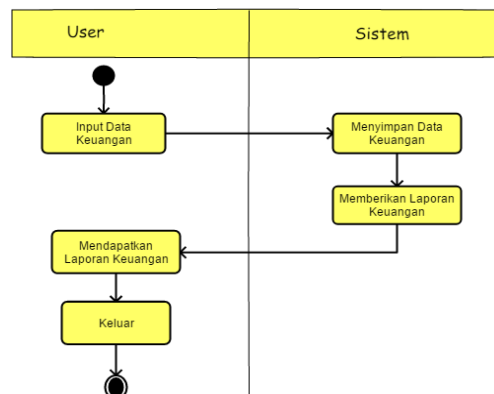 User
Sistem
Input Data
Keuangan
Menyimpan Data
Keuangan
Memberikan Laporan
Keuangan
Mendapatkan
Laporan Keuangan
Keluar